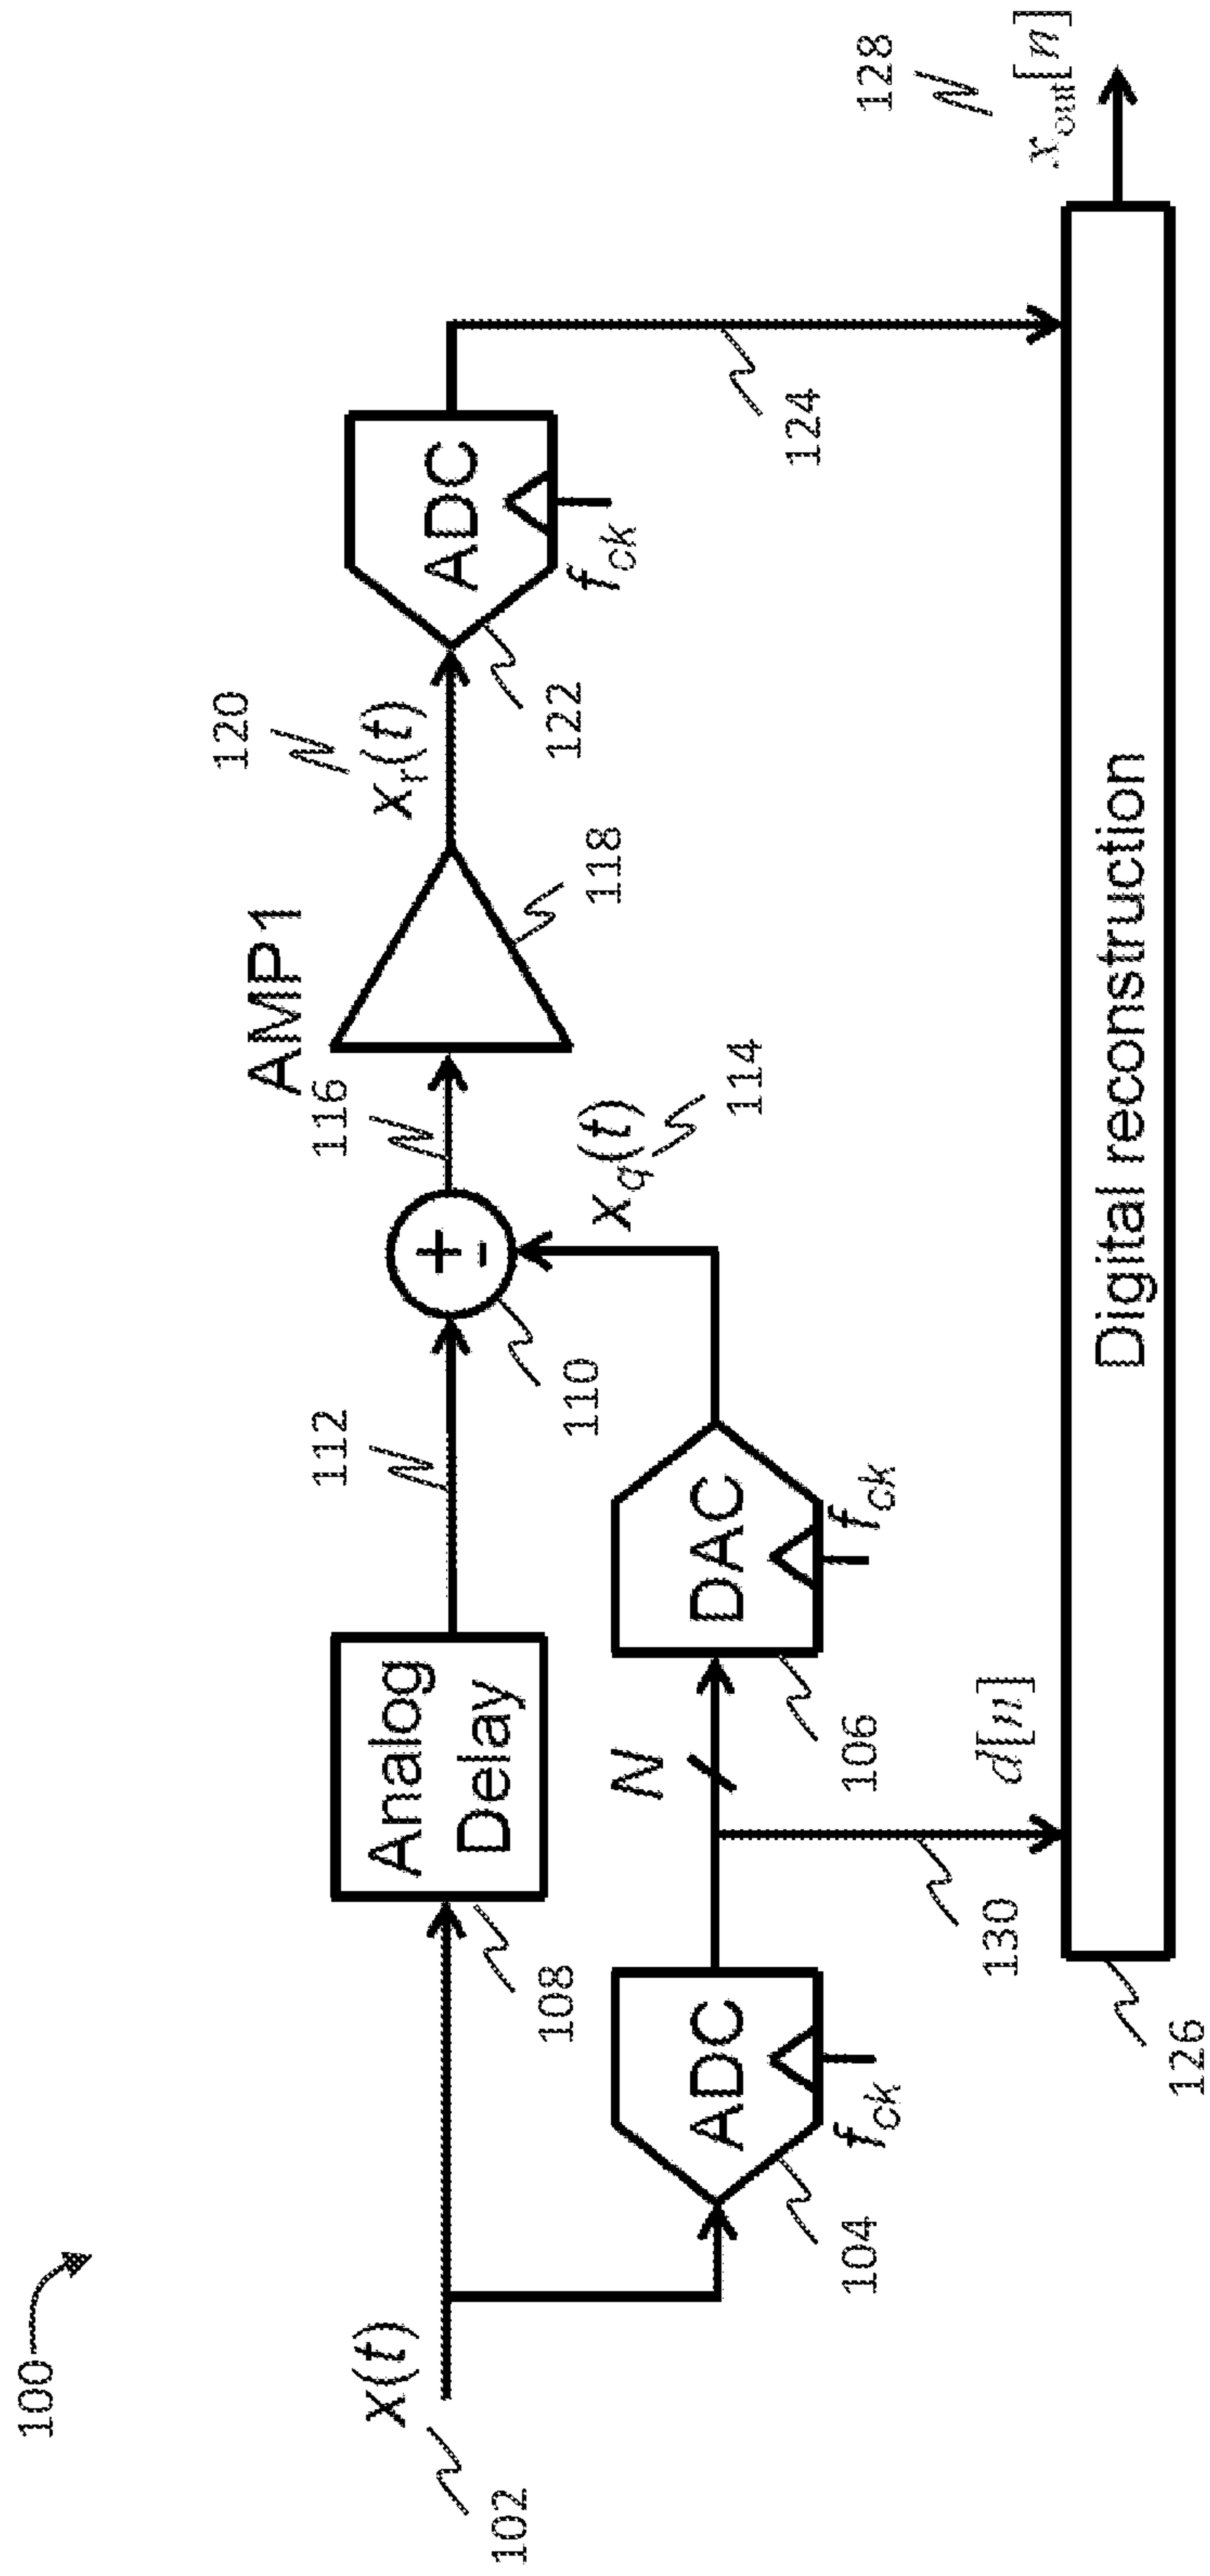 100
x(t)
102
Analog
Delay
108
112
+
-
110
116
AMP1
118
120
x_r(t)
ADC
f_ck
122
124
ADC
f_ck
104
N
DAC
f_ck
106
x_q(t)
114
130
d[n]
Digital reconstruction
126
128
x_out[n]